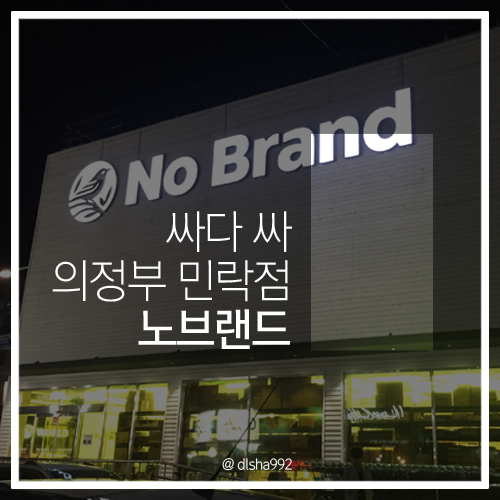 No Brand
싸다 싸
의정부 민락점
노브랜드
@ dlsha992